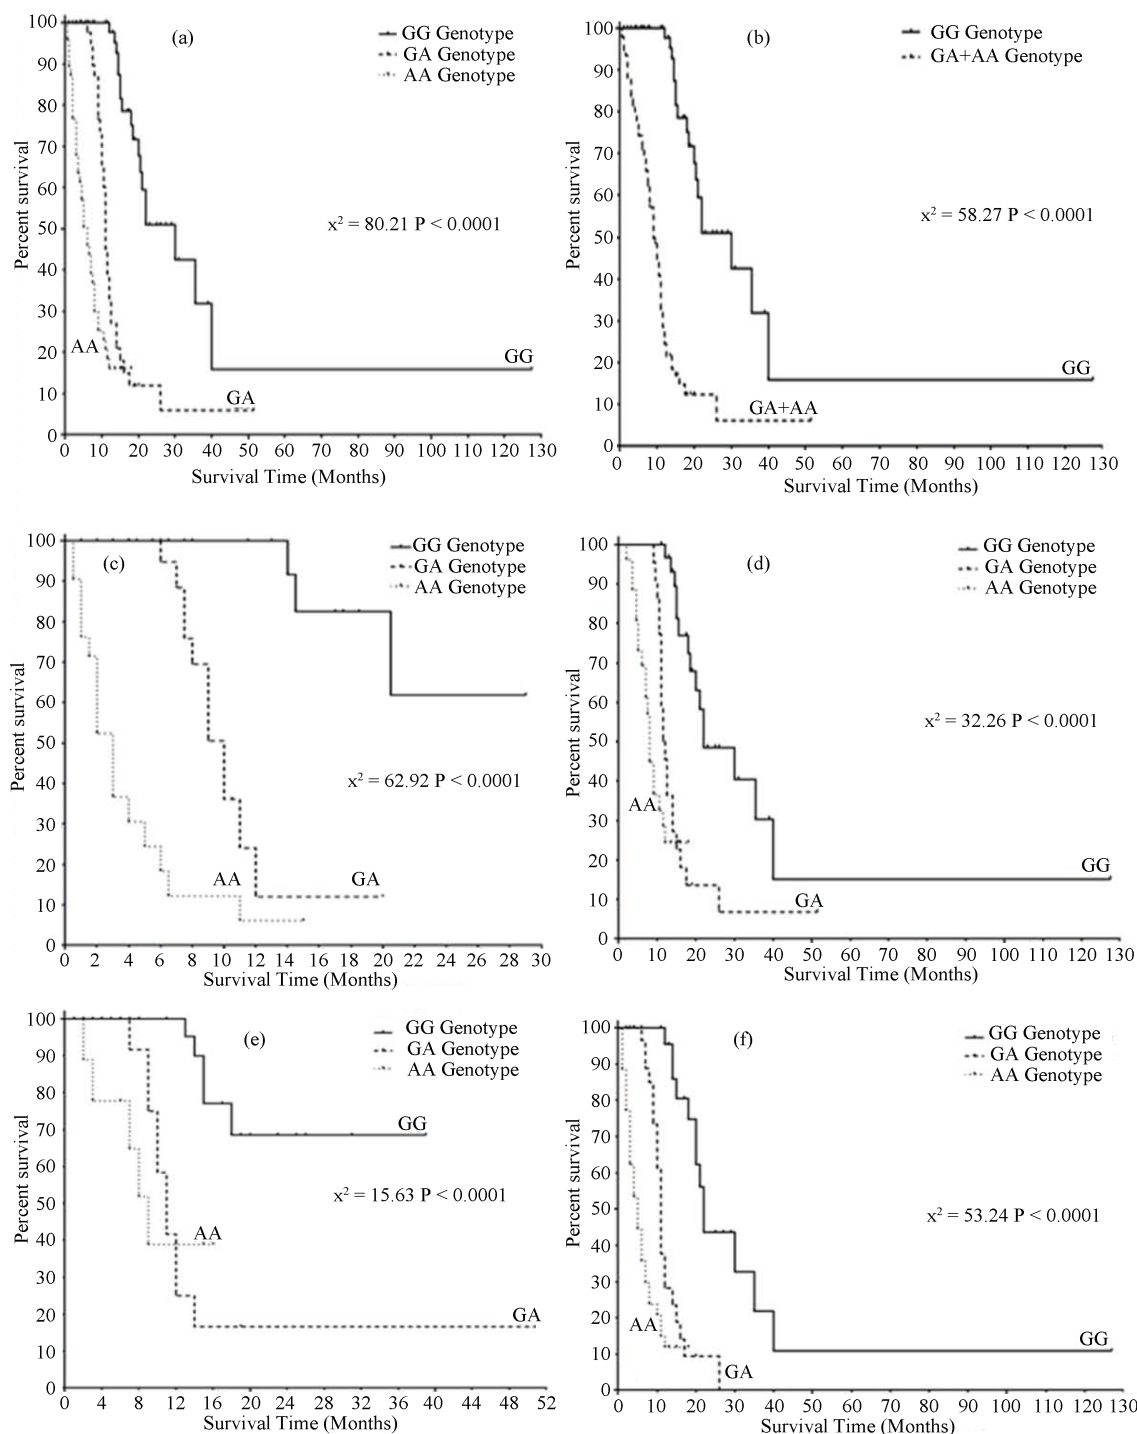 (a)
GG Genotype
GA Genotype
AA Genotype
100
90
80
70
60
50
40
30
20
10
0
Percent survival
x² = 80.21 P < 0.0001
AA
GG
GA
0 10 20 30 40 50 60 70 80 90 100 110 120 130
Survival Time (Months)
(b)
GG Genotype
GA+AA Genotype
100
90
80
70
60
50
40
30
20
10
0
Percent survival
x² = 58.27 P < 0.0001
GG
GA+AA
0 10 20 30 40 50 60 70 80 90 100 110 120 130
Survival Time (Months)
(c)
GG Genotype
GA Genotype
AA Genotype
100
90
80
70
60
50
40
30
20
10
0
Percent survival
x² = 62.92 P < 0.0001
AA
GA
0 2 4 6 8 10 12 14 16 18 20 22 24 26 28 30
Survival Time (Months)
(d)
GG Genotype
GA Genotype
AA Genotype
100
90
80
70
60
50
40
30
20
10
0
Percent survival
x² = 32.26 P < 0.0001
AA
GG
GA
0 10 20 30 40 50 60 70 80 90 100 110 120 130
Survival Time (Months)
(e)
GG Genotype
GA Genotype
AA Genotype
100
90
80
70
60
50
40
30
20
10
0
Percent survival
GG
x² = 15.63 P < 0.0001
AA
GA
0 4 8 12 16 20 24 28 32 36 40 44 48 52
Survival Time (Months)
(f)
GG Genotype
GA Genotype
AA Genotype
100
90
80
70
60
50
40
30
20
10
0
Percent survival
x² = 53.24 P < 0.0001
AA
GG
GA
0 10 20 30 40 50 60 70 80 90 100 110 120 130
Survival Time (Months)